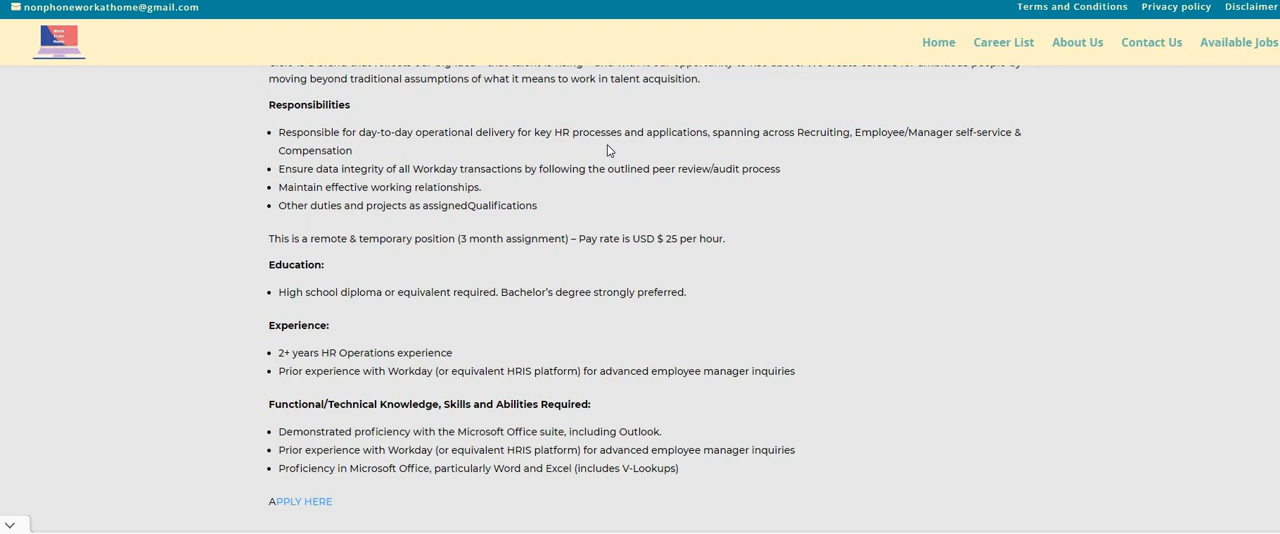 nonphoneworkathome@gmail.com
Terms and Conditions Privacy policy Disclaimer
Work
From
Home
Home Career List About Us Contact Us Available Jobs
moving beyond traditional assumptions of what it means to work in talent acquisition.
Responsibilities
• Responsible for day-to-day operational delivery for key HR processes and applications, spanning across Recruiting, Employee/Manager self-service &
Compensation
• Ensure data integrity of all Workday transactions by following the outlined peer review/audit process
• Maintain effective working relationships.
• Other duties and projects as assignedQualifications
This is a remote & temporary position (3 month assignment) – Pay rate is USD $ 25 per hour.
Education:
• High school diploma or equivalent required. Bachelor’s degree strongly preferred.
Experience:
• 2+ years HR Operations experience
• Prior experience with Workday (or equivalent HRIS platform) for advanced employee manager inquiries
Functional/Technical Knowledge, Skills and Abilities Required:
• Demonstrated proficiency with the Microsoft Office suite, including Outlook.
• Prior experience with Workday (or equivalent HRIS platform) for advanced employee manager inquiries
• Proficiency in Microsoft Office, particularly Word and Excel (includes V-Lookups)
APPLY HERE